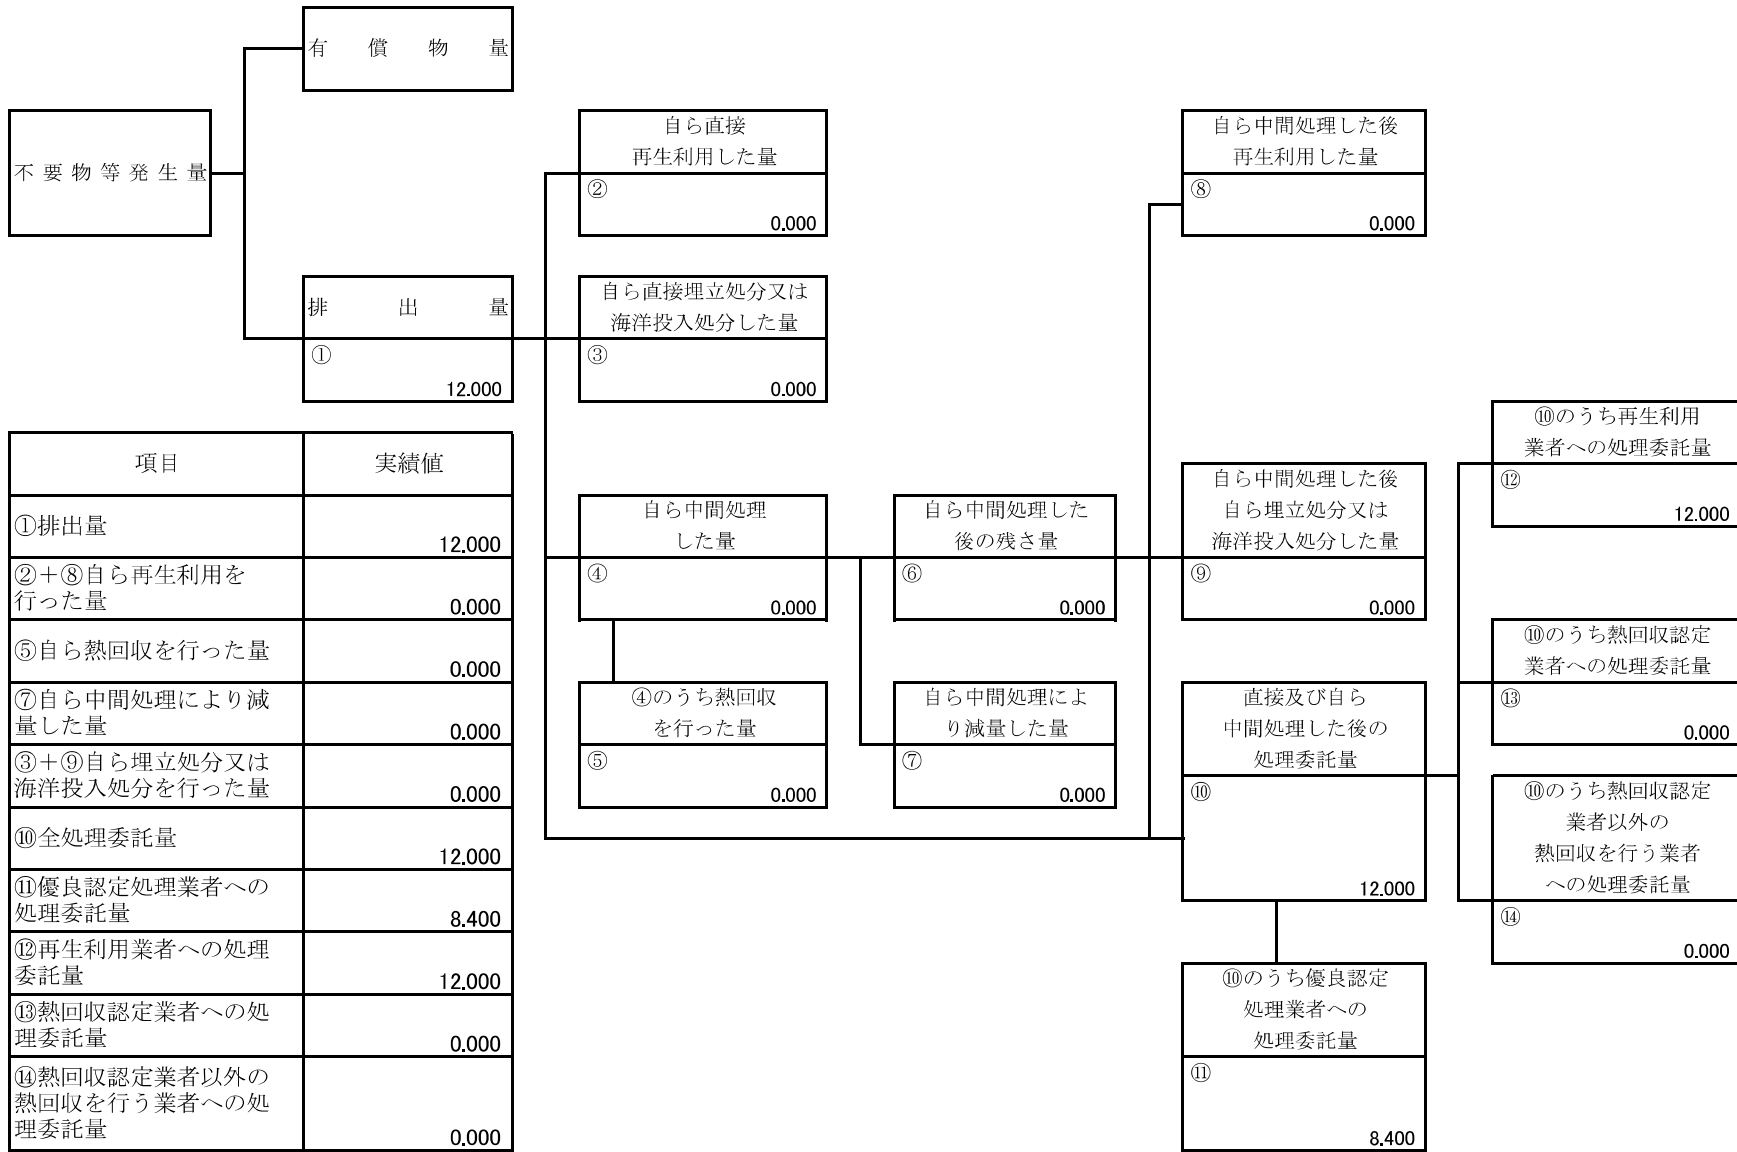 有償物量
不要物等発生量
自ら直接
再生利用した量
②
0.000
自ら中間処理した後
再生利用した量
⑧
0.000
排出量
①
12.000
自ら直接埋立処分又は
海洋投入処分した量
③
0.000
項目 実績値
①排出量
12.000
②+⑧自ら再生利用を
行った量
0.000
⑤自ら熱回収を行った量
0.000
⑦自ら中間処理により減
量した量
0.000
③+⑨自ら埋立処分又は
海洋投入処分を行った量
0.000
⑩全処理委託量
12.000
⑪優良認定処理業者への
処理委託量
8.400
⑫再生利用業者への処理
委託量
12.000
⑬熱回収認定業者への処
理委託量
0.000
⑭熱回収認定業者以外の
熱回収を行う業者への処
理委託量
0.000
自ら中間処理
した量
④
0.000
④のうち熱回収
を行った量
⑤
0.000
自ら中間処理した
後の残さ量
⑥
0.000
自ら中間処理によ
り減量した量
⑦
0.000
自ら中間処理した後
自ら埋立処分又は
海洋投入処分した量
⑨
0.000
直接及び自ら
中間処理した後の
処理委託量
⑩
12.000
⑩のうち優良認定
処理業者への
処理委託量
⑪
8.400
⑩のうち再生利用
業者への処理委託量
⑫
12.000
⑩のうち熱回収認定
業者への処理委託量
⑬
0.000
⑩のうち熱回収認定
業者以外の
熱回収を行う業者
への処理委託量
⑭
0.000